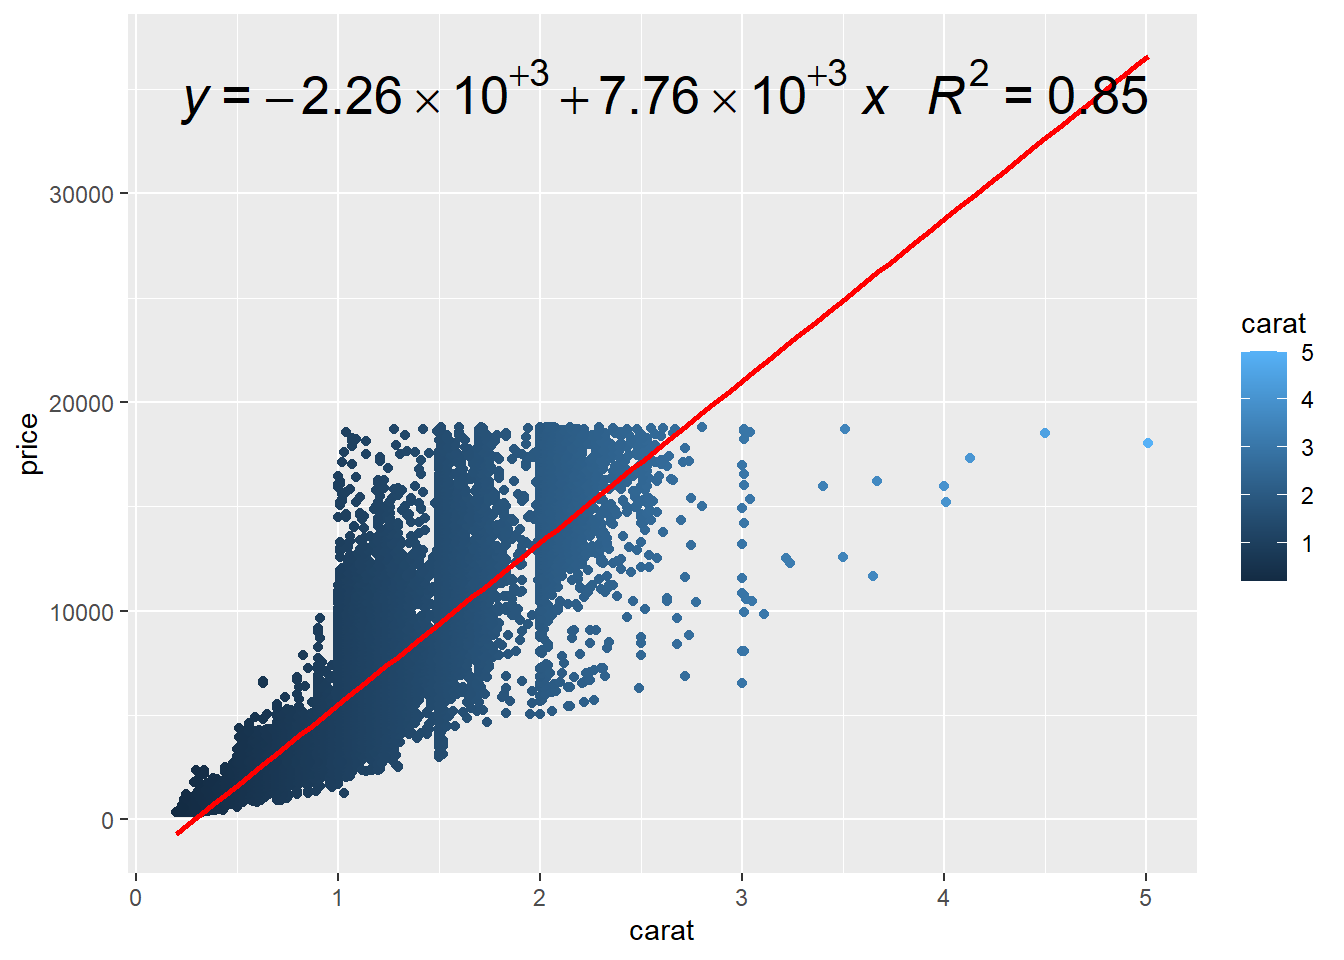 y = −2.26 × 10⁺³ + 7.76 × 10⁺³ x R² = 0.85
30000
20000
10000
0
price
0 1 2 3 4 5
carat
carat
5
4
3
2
1